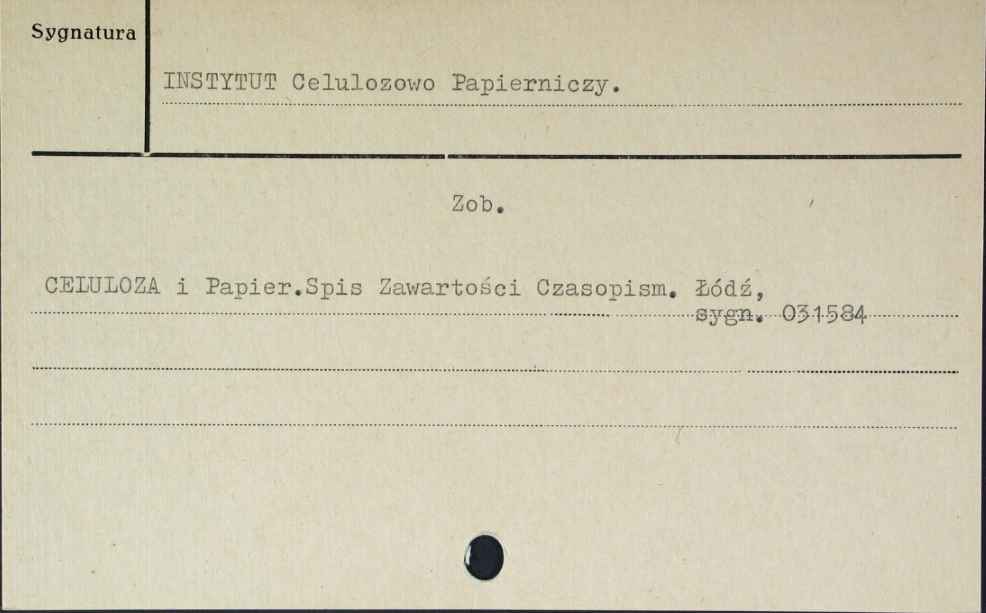 Sygnatura
INSTYTUT Celulozowo Papierniczy.
Zob.
CELULOZA i Papier.Spis Zawartości Czasopism. Łódź,
sygn. 031584